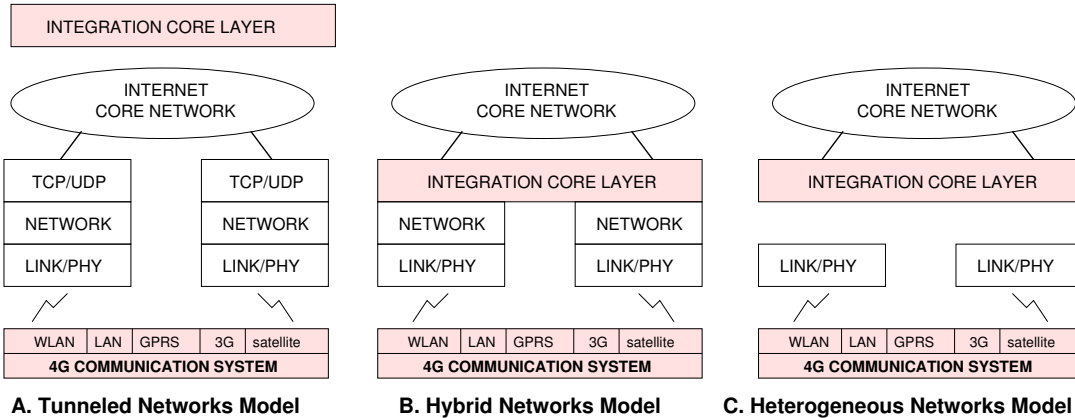 INTEGRATION CORE LAYER
INTERNET
CORE NETWORK
TCP/UDP
TCP/UDP
NETWORK
NETWORK
LINK/PHY
LINK/PHY
WLAN LAN GPRS 3G satellite
4G COMMUNICATION SYSTEM
A. Tunneled Networks Model
INTERNET
CORE NETWORK
INTEGRATION CORE LAYER
NETWORK
NETWORK
LINK/PHY
LINK/PHY
WLAN LAN GPRS 3G satellite
4G COMMUNICATION SYSTEM
B. Hybrid Networks Model
INTERNET
CORE NETWORK
INTEGRATION CORE LAYER
LINK/PHY
LINK/PHY
WLAN LAN GPRS 3G satellite
4G COMMUNICATION SYSTEM
C. Heterogeneous Networks Model